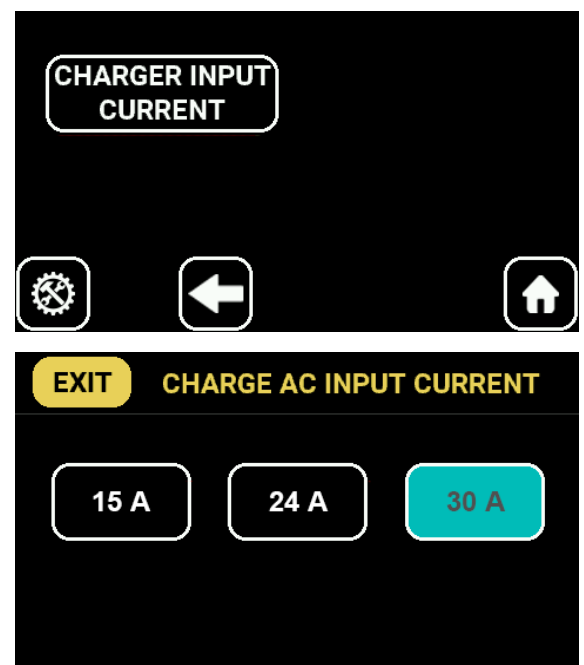 CHARGER INPUT
CURRENT
EXIT CHARGE AC INPUT CURRENT
15 A 24 A 30 A